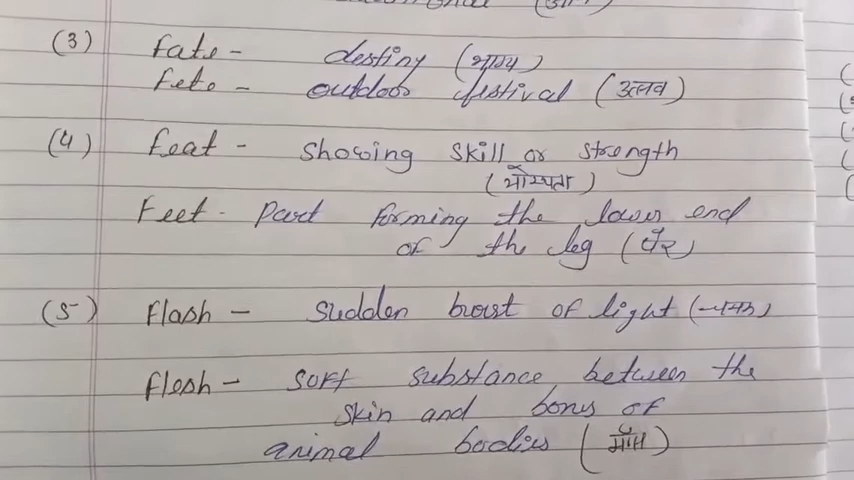 (3) Fate - destiny (भाग्य)
Fete - outdoor festival (उत्सव)
(4) Feat - Showing skill or strength
(योग्यता)
Feet - Part forming the lower end
of the leg (पैर)
(5) Flash - Sudden burst of light (चमक)
Flesh - Soft substance between the
skin and bones of
animal bodies (माँस)